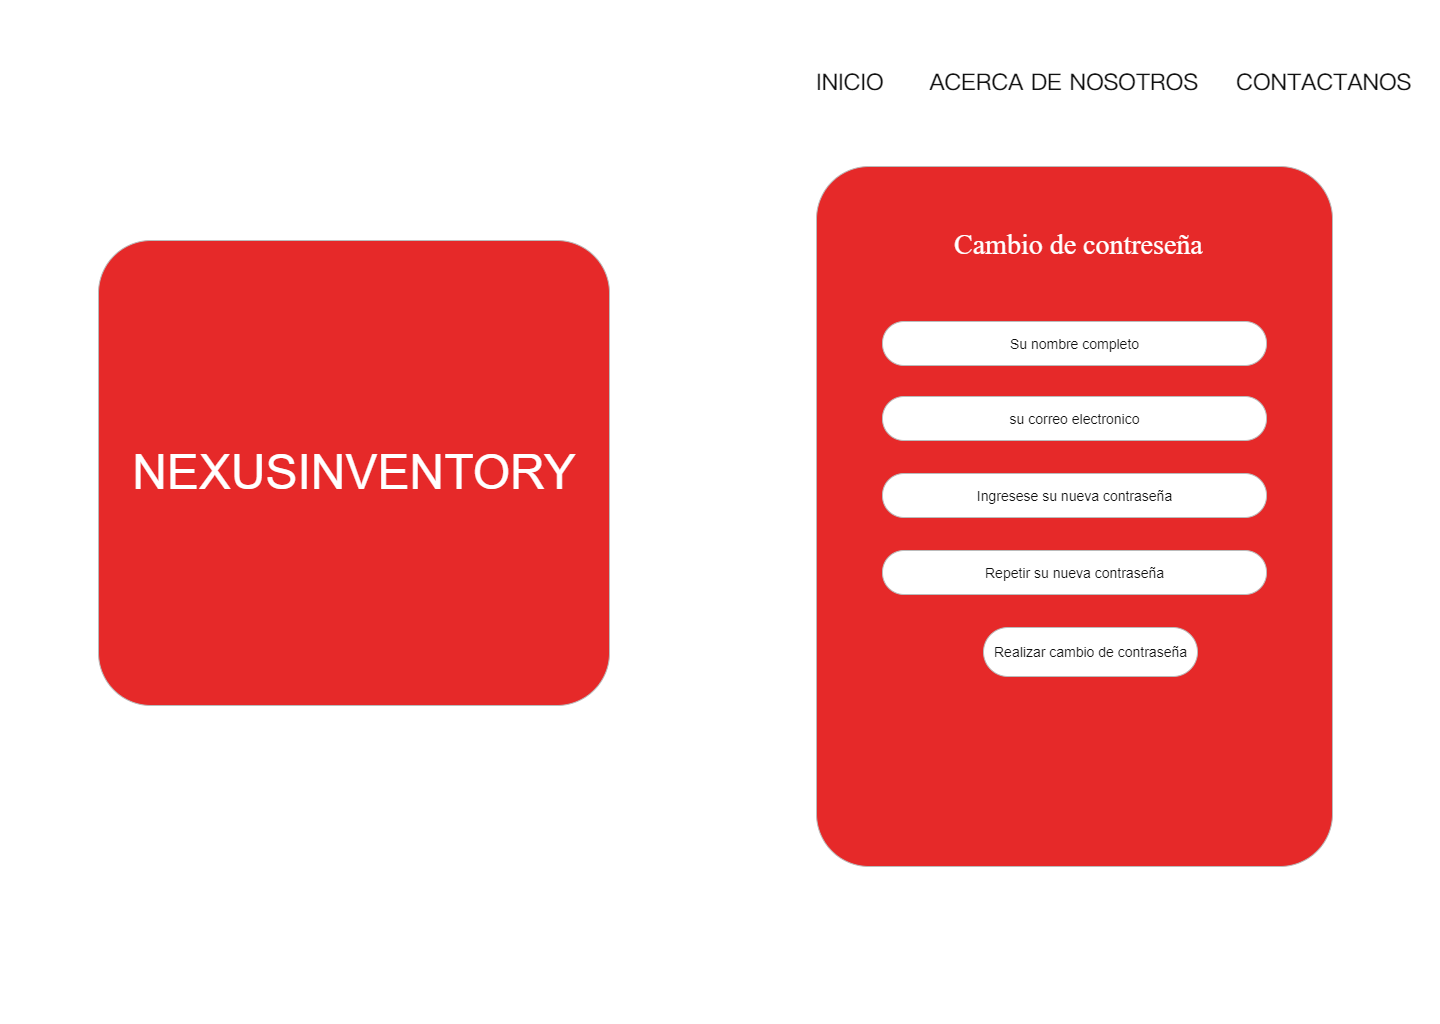 INICIO ACERCA DE NOSOTROS CONTACTANOS
NEXUSINVENTORY
Cambio de contreseña
Su nombre completo
su correo electronico
Ingresese su nueva contraseña
Repetir su nueva contraseña
Realizar cambio de contraseña